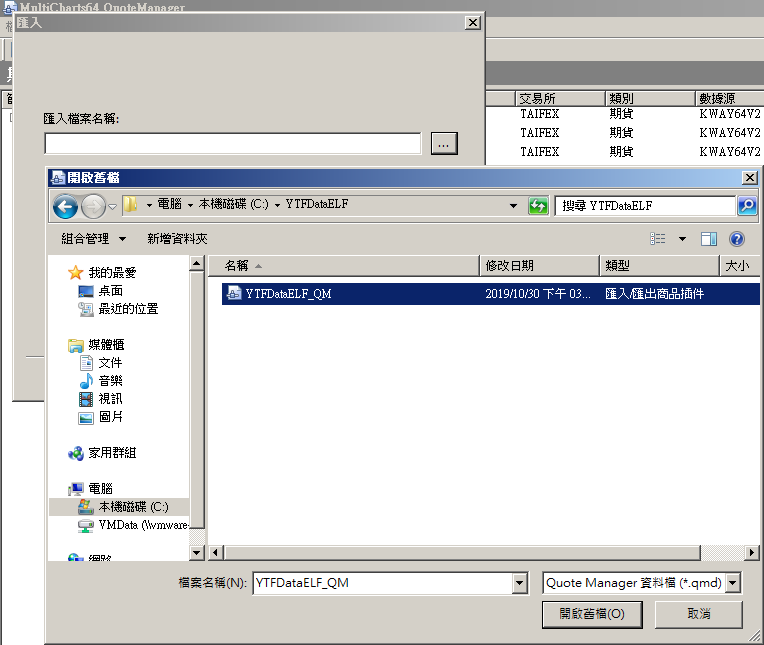 MultiCharts64 QuoteManager
匯入
匯入檔案名稱:
...
交易所 類別 數據源
TAIFEX 期貨 KWAY64V2
TAIFEX 期貨 KWAY64V2
TAIFEX 期貨 KWAY64V2
開啟舊檔
電腦 本機磁碟 (C:) YTFDataELF
搜尋 YTFDataELF
組合管理 新增資料夾
名稱 修改日期 類型 大小
YTFDataELF_QM 2019/10/30 下午 03... 匯入/匯出商品插件
我的最愛
桌面
最近的位置
媒體櫃
文件
音樂
視訊
圖片
家用群組
電腦
本機磁碟 (C:)
VMData (\\vmware-
網路
檔案名稱(N): YTFDataELF_QM
Quote Manager 資料檔 (*.qmd)
開啟舊檔(O) 取消